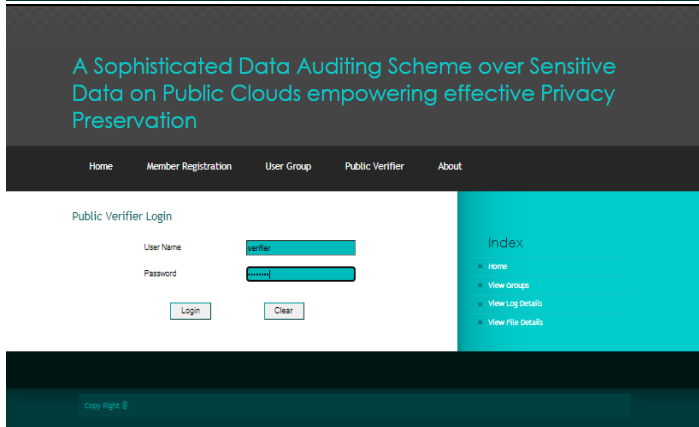 A Sophisticated Data Auditing Scheme over Sensitive
Data on Public Clouds empowering effective Privacy
Preservation
Home Member Registration User Group Public Verifier About
Public Verifier Login
User Name verifier
Password ........
Login Clear
Index
Home
View Groups
View Log Details
View File Details
Copy Right @